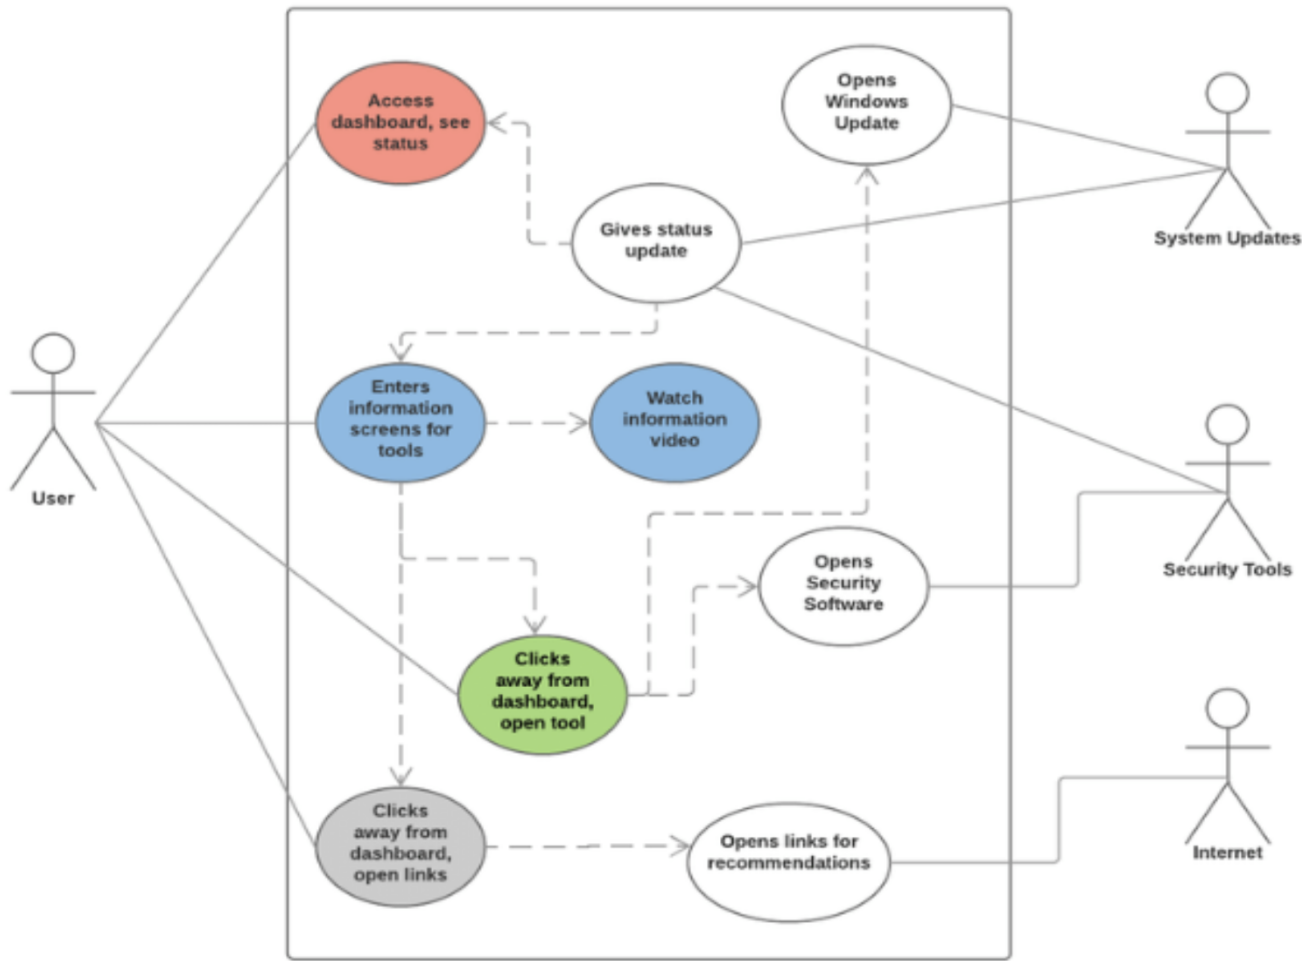 Access
dashboard, see
status
Opens
Windows
Update
System Updates
Gives status
update
Enters
information
screens for
tools
Watch
information
video
User
Opens
Security
Software
Security Tools
Clicks
away from
dashboard,
open tool
Clicks
away from
dashboard,
open links
Opens links for
recommendations
Internet